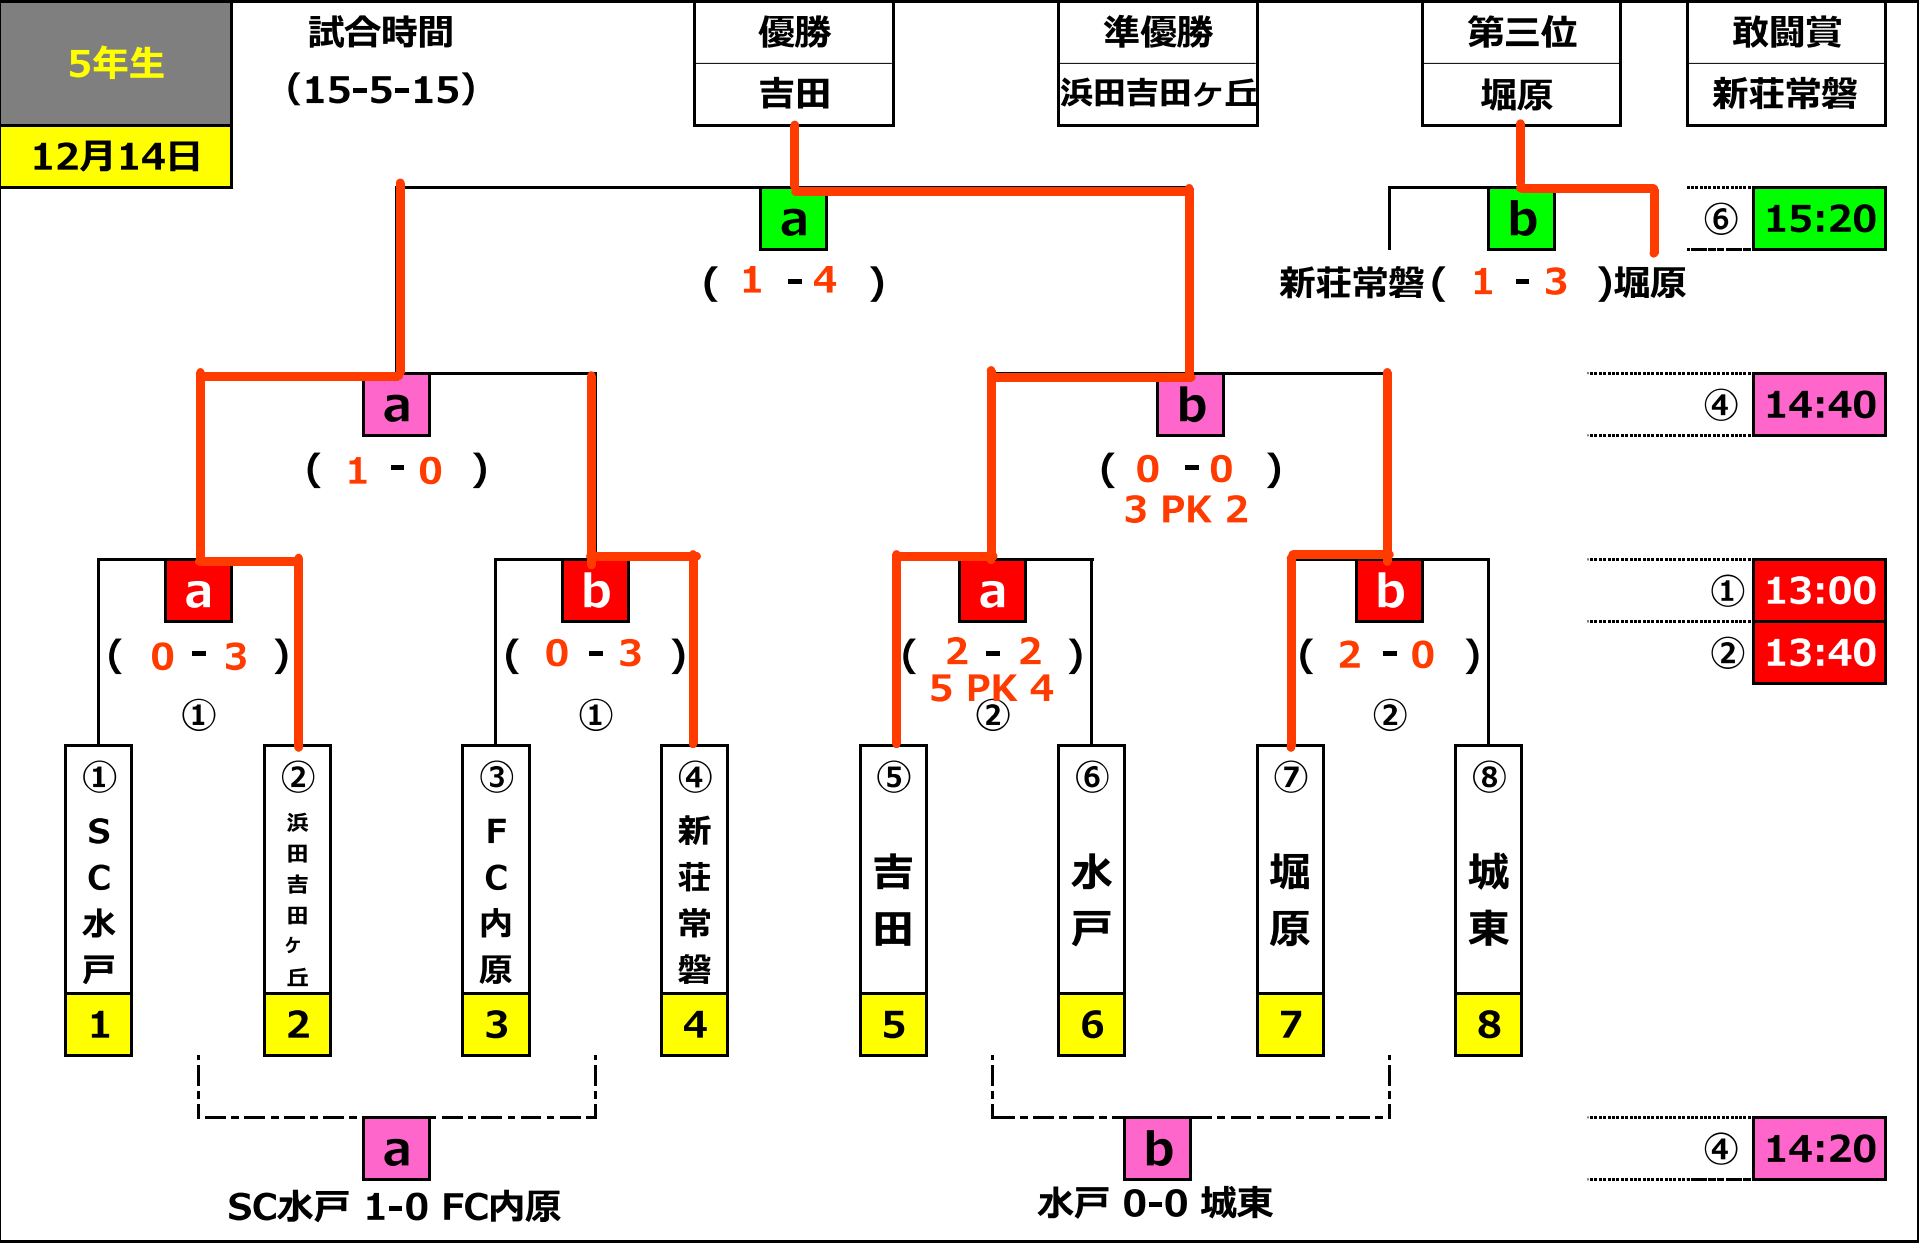 5年生
試合時間
(15-5-15)
優勝
吉田
準優勝
浜田吉田ヶ丘
第三位
堀原
敢闘賞
新荘常磐
12月14日
a
( 1 - 4 )
b
新荘常磐( 1 - 3 )堀原
⑥ 15:20
a
( 1 - 0 )
b
( 0 - 0 )
3 PK 2
④ 14:40
a
( 0 - 3 )
①
b
( 0 - 3 )
①
a
( 2 - 2 )
5 PK 4
②
b
( 2 - 0 )
②
① 13:00
② 13:40
①SC水戸
1
②浜田吉田ヶ丘
2
③FC内原
3
④新荘常磐
4
⑤吉田
5
⑥水戸
6
⑦堀原
7
⑧城東
8
a
SC水戸 1-0 FC内原
b
水戸 0-0 城東
④ 14:20